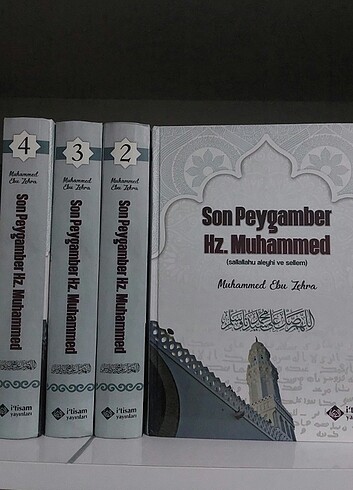 4
Muhammed
Ebu Zehra
Son Peygamber Hz. Muhammed
i'tisam
yayınları
3
Muhammed
Ebu Zehra
Son Peygamber Hz. Muhammed
i'tisam
yayınları
2
Muhammed
Ebu Zehra
Son Peygamber Hz. Muhammed
i'tisam
yayınları
Son Peygamber
Hz. Muhammed
(sallallahu aleyhi ve sellem)
Muhammed Ebu Zehra
i'tisam
yayınları